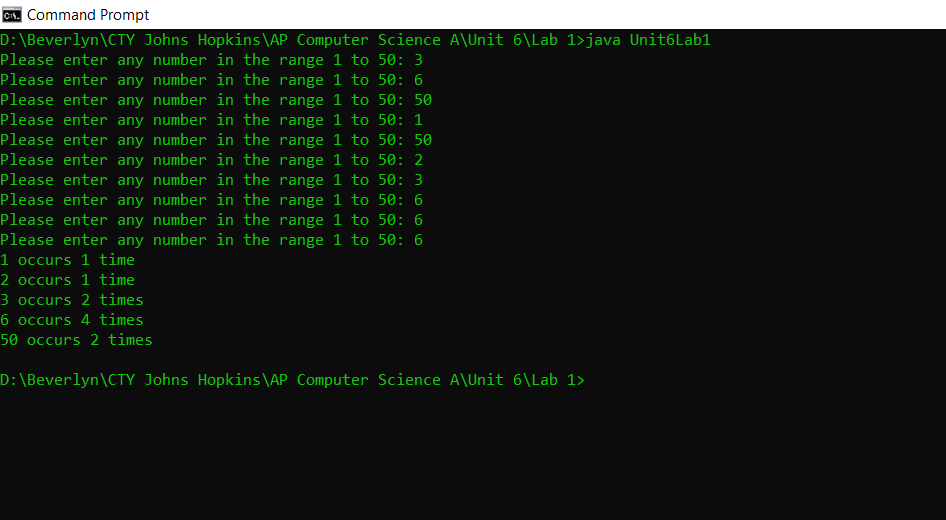 Command Prompt
D:\Beverlyn\CTY Johns Hopkins\AP Computer Science A\Unit 6\Lab 1>java Unit6Lab1
Please enter any number in the range 1 to 50: 3
Please enter any number in the range 1 to 50: 6
Please enter any number in the range 1 to 50: 50
Please enter any number in the range 1 to 50: 1
Please enter any number in the range 1 to 50: 50
Please enter any number in the range 1 to 50: 2
Please enter any number in the range 1 to 50: 3
Please enter any number in the range 1 to 50: 6
Please enter any number in the range 1 to 50: 6
Please enter any number in the range 1 to 50: 6
1 occurs 1 time
2 occurs 1 time
3 occurs 2 times
6 occurs 4 times
50 occurs 2 times
D:\Beverlyn\CTY Johns Hopkins\AP Computer Science A\Unit 6\Lab 1>